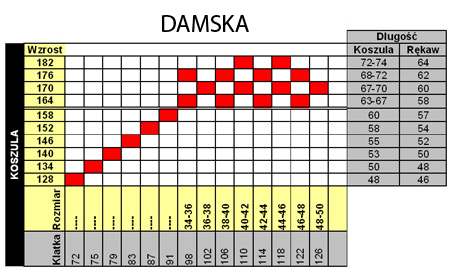 DAMSKA
Długość
Wzrost Koszula Rękaw
182 72-74 64
176 68-72 62
170 67-70 60
164 63-67 58
158 60 57
152 58 54
146 55 52
140 53 50
134 50 48
128 48 46
KOSZULA
Rozmiar ---- ---- ---- ---- ---- ---- 34-36 36-38 38-40 40-42 42-44 44-46 46-48 48-50
Klatka 72 75 79 83 87 91 98 102 106 110 114 118 122 126